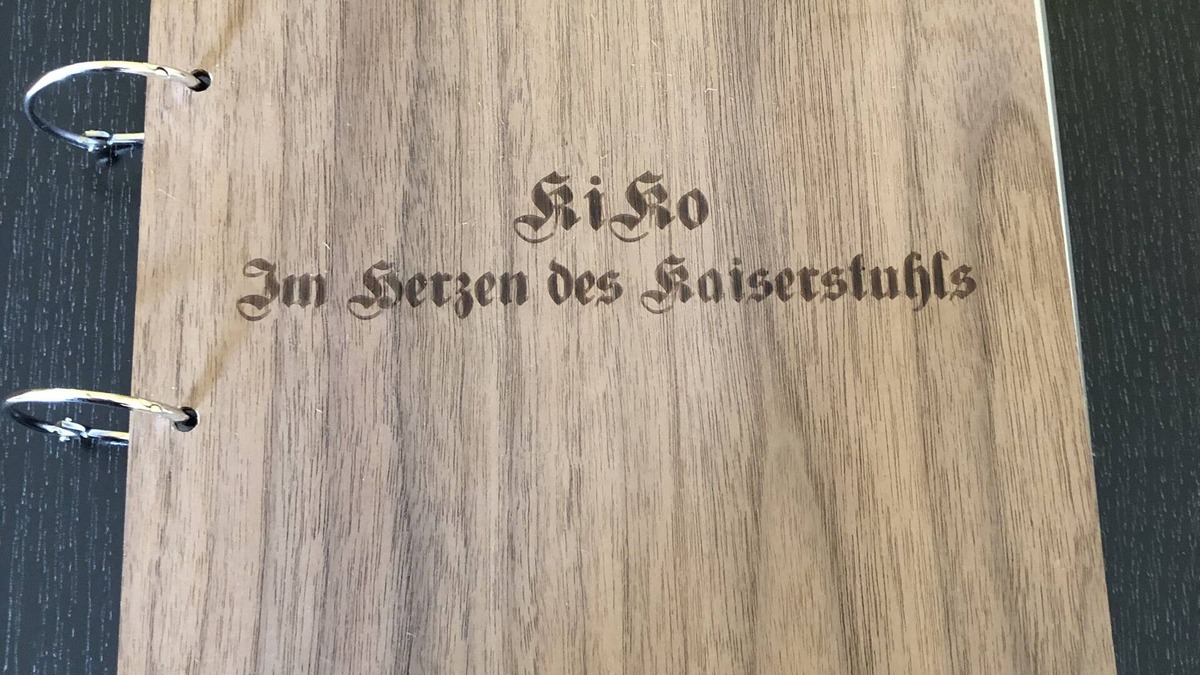 KiKo
Im Herzen des Kaiserstuhls